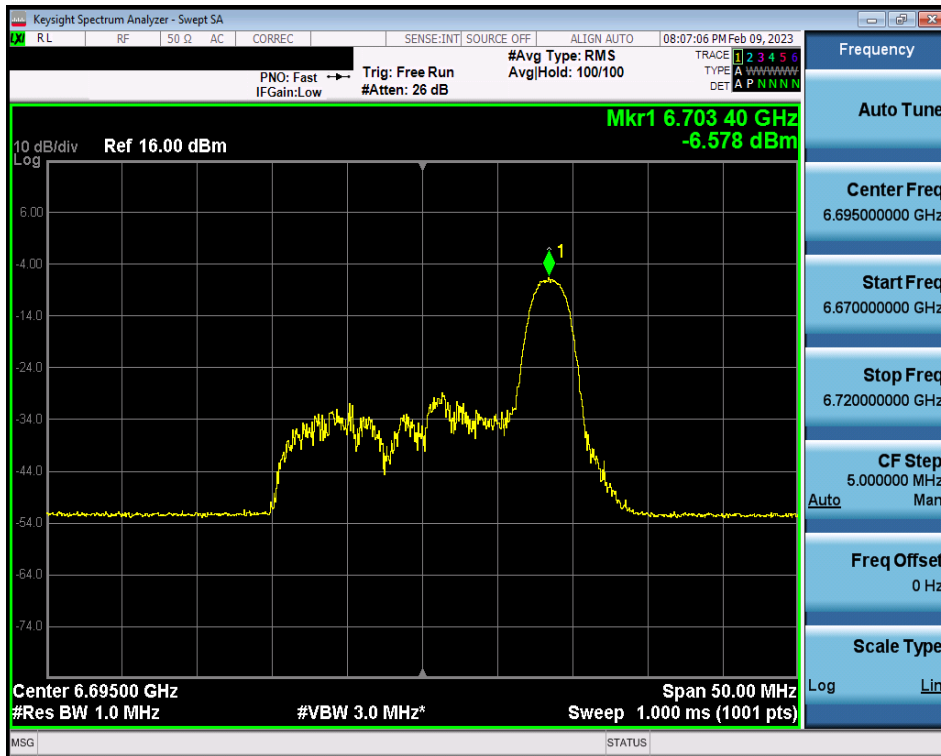 Keysight Spectrum Analyzer - Swept SA
LXI RL RF 50 Ω AC CORREC SENSE:INT SOURCE OFF ALIGN AUTO 08:07:06 PM Feb 09, 2023
PNO: Fast
IFGain:Low
Trig: Free Run
#Atten: 26 dB
#Avg Type: RMS
Avg|Hold: 100/100
TRACE 1 2 3 4 5 6
TYPE A WWWWW
DET A P N N N N
Mkr1 6.703 40 GHz
-6.578 dBm
10 dB/div Ref 16.00 dBm
Log
6.00
-4.00
-14.0
-24.0
-34.0
-44.0
-54.0
-64.0
-74.0
1
Center 6.69500 GHz Span 50.00 MHz
#Res BW 1.0 MHz #VBW 3.0 MHz* Sweep 1.000 ms (1001 pts)
MSG STATUS
Frequency
Auto Tune
Center Freq
6.695000000 GHz
Start Freq
6.670000000 GHz
Stop Freq
6.720000000 GHz
CF Step
5.000000 MHz
Auto Man
Freq Offset
0 Hz
Scale Type
Log Lin